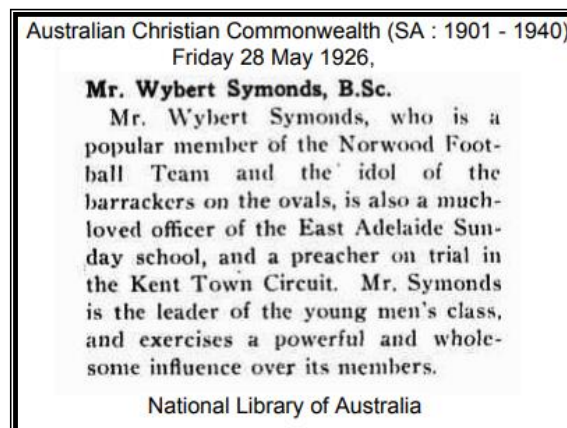 Australian Christian Commonwealth (SA : 1901 - 1940)
Friday 28 May 1926,
Mr. Wybert Symonds, B.Sc.
Mr. Wybert Symonds, who is a
popular member of the Norwood Foot-
ball Team and the idol of the
barrackers on the ovals, is also a much-
loved officer of the East Adelaide Sun-
day school, and a preacher on trial in
the Kent Town Circuit. Mr. Symonds
is the leader of the young men's class,
and exercises a powerful and whole-
some influence over its members.
National Library of Australia